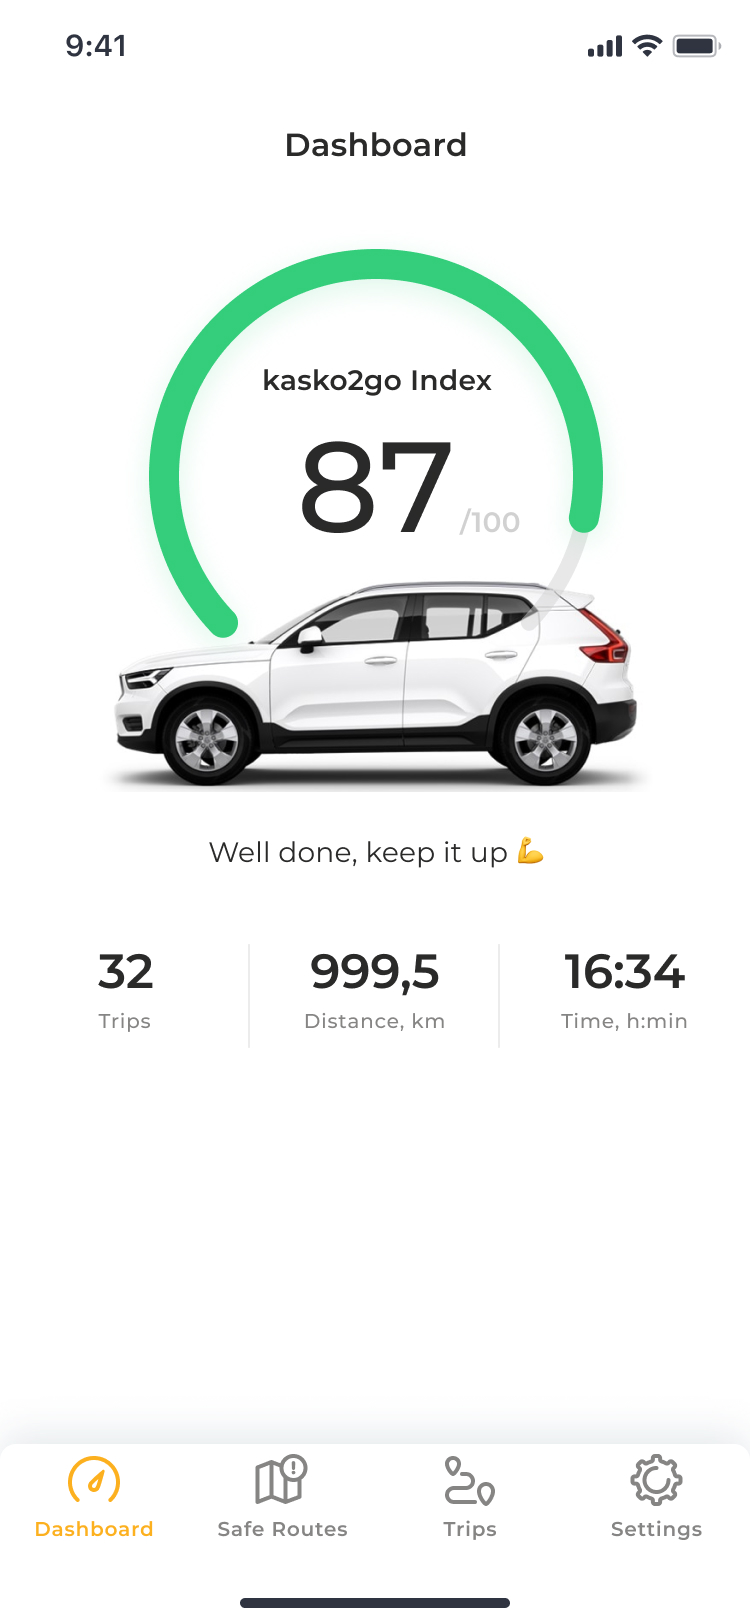 9:41
Dashboard
kasko2go Index
87 /100
Well done, keep it up 💪
32 999,5 16:34
Trips Distance, km Time, h:min
Dashboard Safe Routes Trips Settings